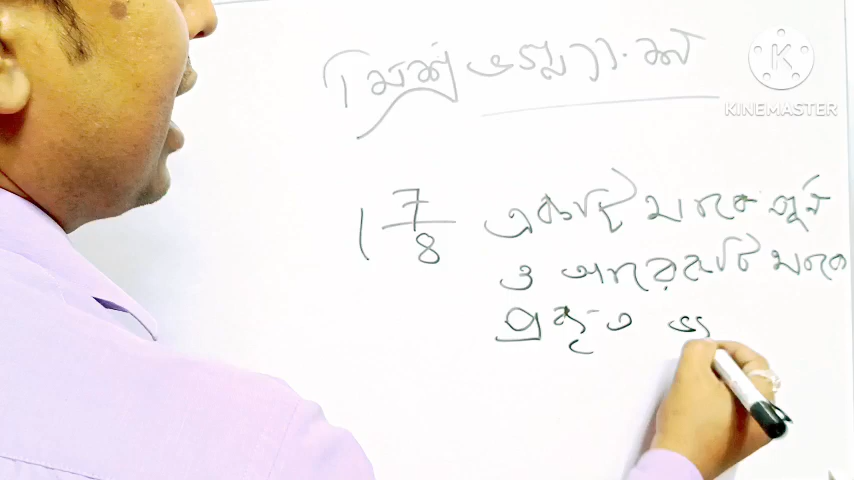 মিশ্র ভগ্নাংশ
1 7/8 একটি থাকে পূর্ন
ও আরেকটি থাকে
প্রকৃত ভ
K
KINEMASTER